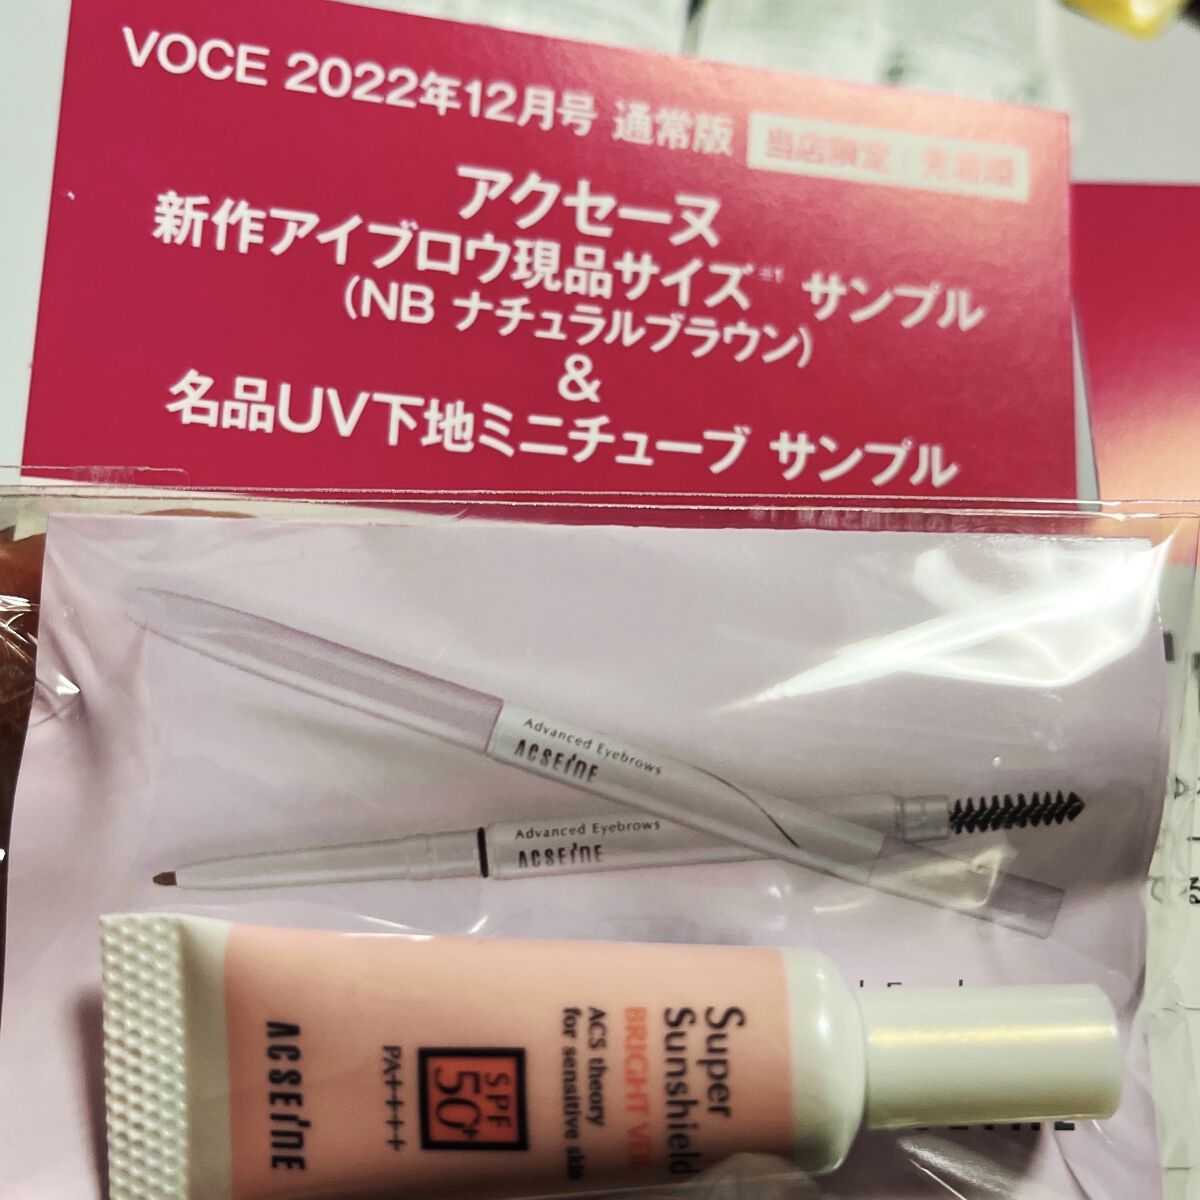 VOCE 2022年12月号 通常版 当店限定 先着順
アクセーヌ
新作アイブロウ現品サイズ※1 サンプル
(NB ナチュラルブラウン)
&
名品UV下地ミニチューブ サンプル
Advanced Eyebrows
ACSEINE
Advanced Eyebrows
ACSEINE
Super
Sunshield
BRIGHT VEIL
ACS theory
for sensitive skin
SPF
50+
PA++++
ACSEINE